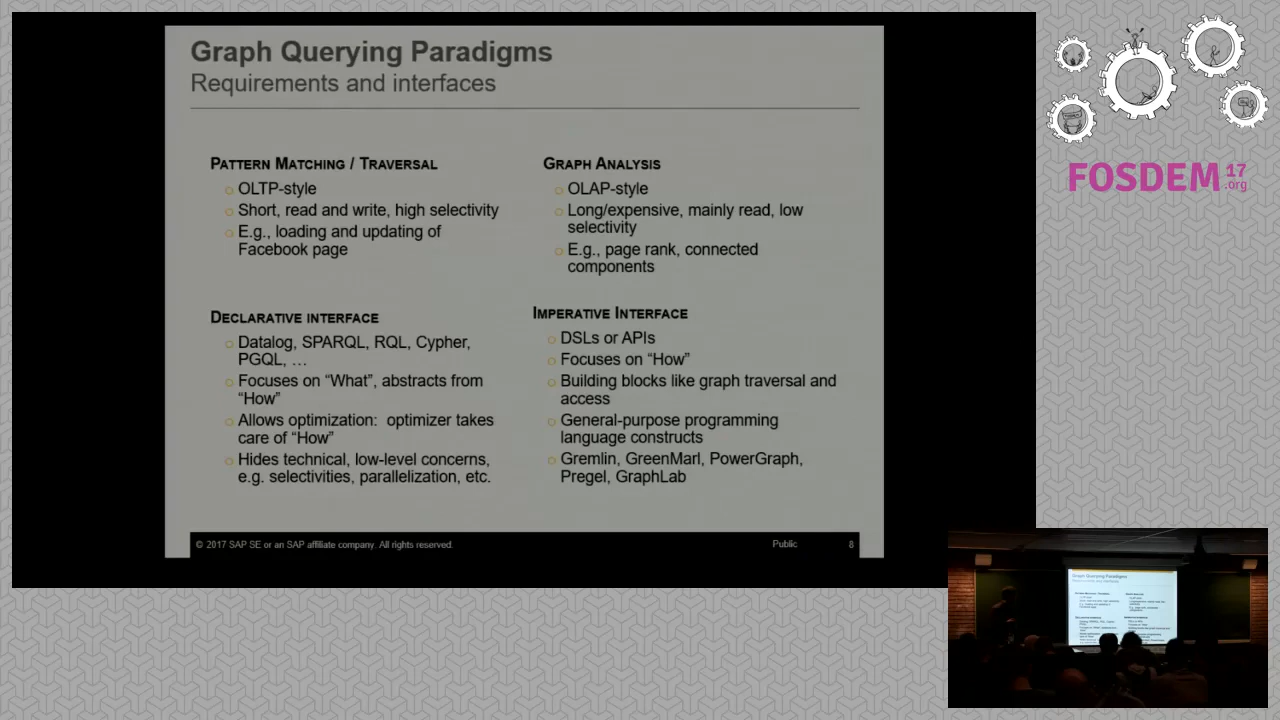 Graph Querying Paradigms
Requirements and interfaces
PATTERN MATCHING / TRAVERSAL
OLTP-style
Short, read and write, high selectivity
E.g., loading and updating of
Facebook page
GRAPH ANALYSIS
OLAP-style
Long/expensive, mainly read, low
selectivity
E.g., page rank, connected
components
DECLARATIVE INTERFACE
Datalog, SPARQL, RQL, Cypher,
PGQL, …
Focuses on “What”, abstracts from
“How”
Allows optimization: optimizer takes
care of “How”
Hides technical, low-level concerns,
e.g. selectivities, parallelization, etc.
IMPERATIVE INTERFACE
DSLs or APIs
Focuses on “How”
Building blocks like graph traversal and
access
General-purpose programming
language constructs
Gremlin, GreenMarl, PowerGraph,
Pregel, GraphLab
© 2017 SAP SE or an SAP affiliate company. All rights reserved.
Public
8
FOSDEM 17
.org
Graph Querying Paradigms